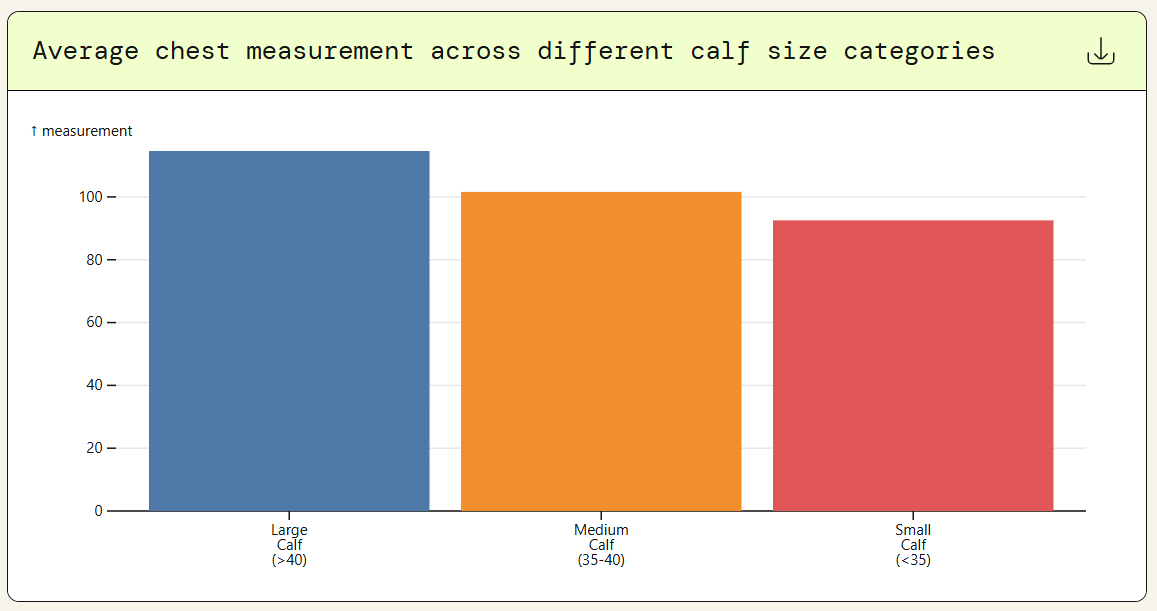 Average chest measurement across different calf size categories
↑ measurement
100
80
60
40
20
0
Large
Calf
(>40)
Medium
Calf
(35-40)
Small
Calf
(<35)